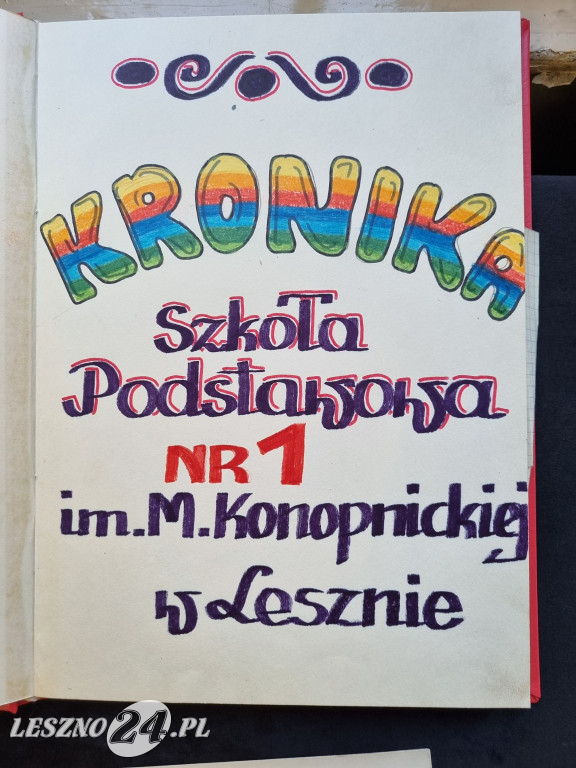 KRONIKA
Szkoła
Podstawowa
NR 1
im. M. Konopnickiej
w Lesznie
LESZNO24.PL